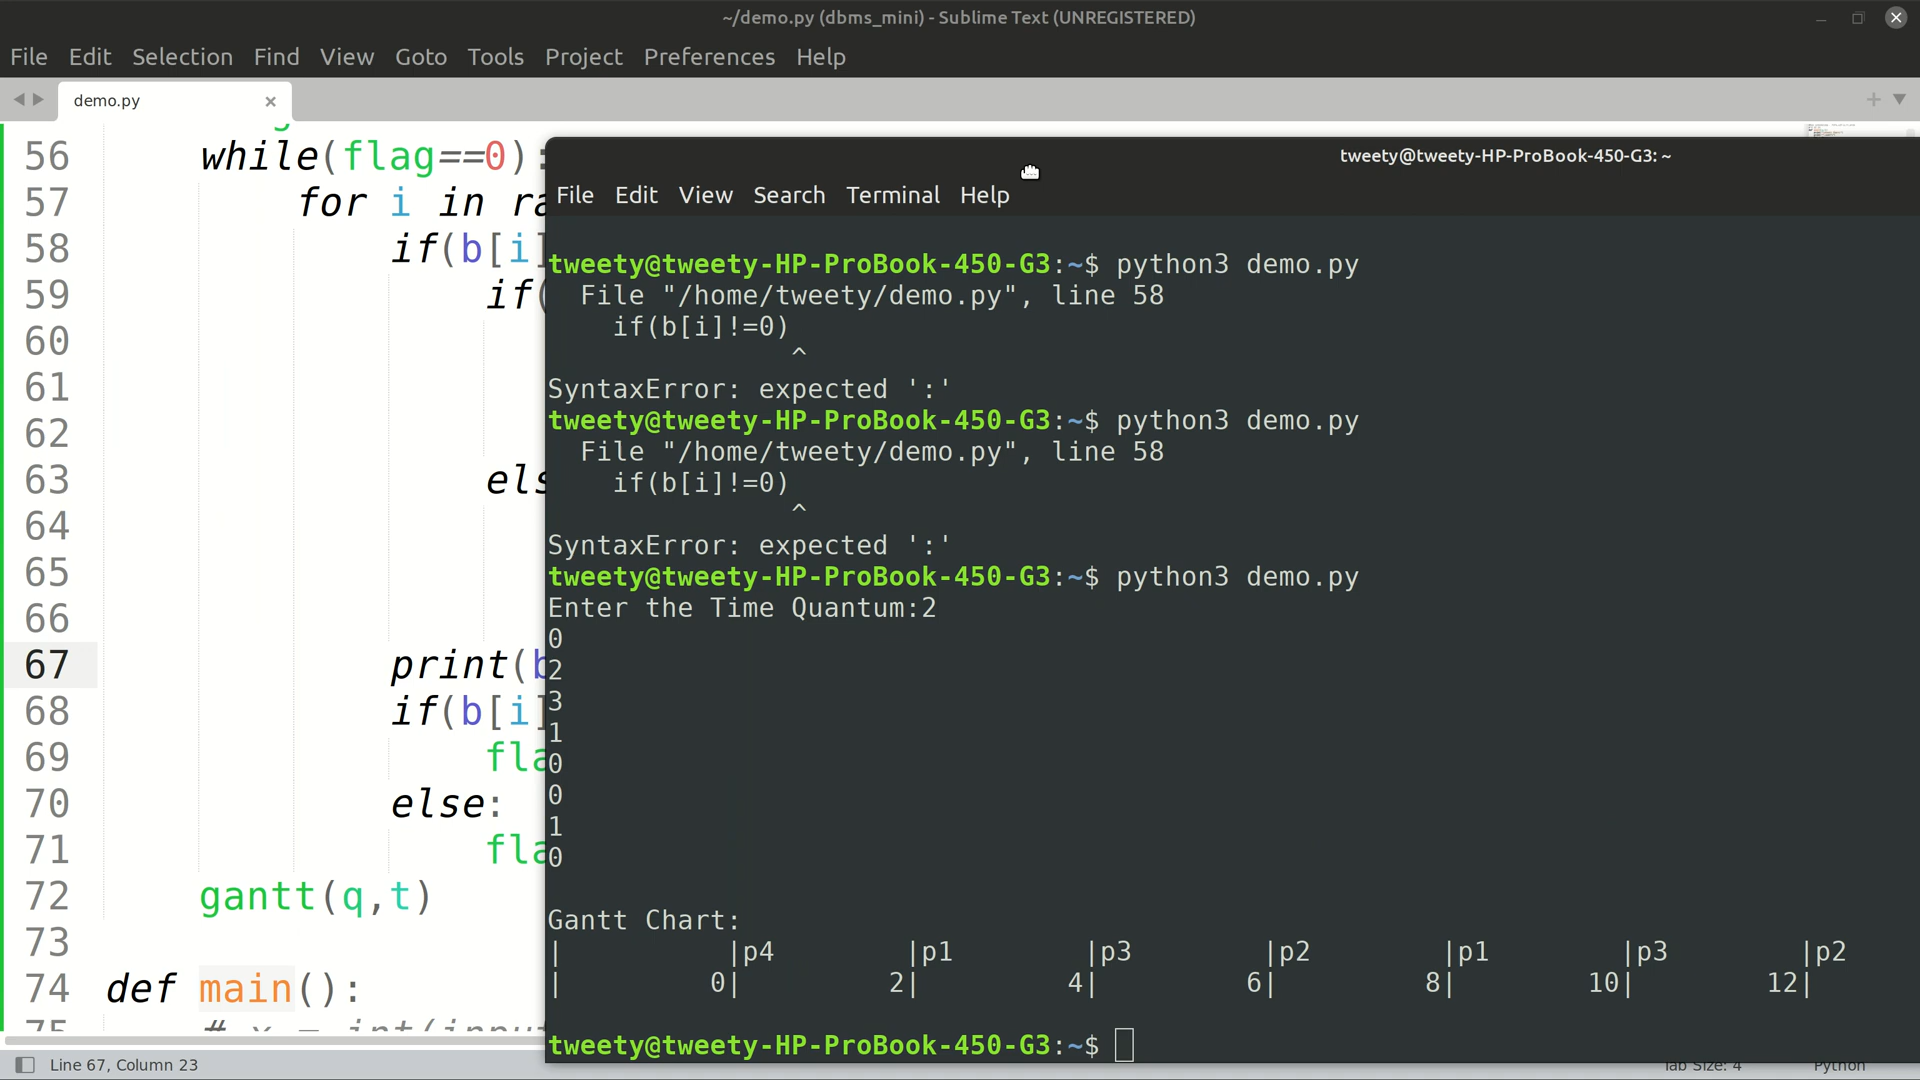 ~/demo.py (dbms_mini) - Sublime Text (UNREGISTERED)
File Edit Selection Find View Goto Tools Project Preferences Help
demo.py
56 while(flag==0):
57 for i in ra
58 if(b[i]
59 if(
60
61
62
63 els
64
65
66
67 print(b
68 if(b[i]
69 fla
70 else:
71 fla
72 gantt(q,t)
73
74 def main():
75 # x = int(input
Line 67, Column 23
Tab Size: 4
Python
tweety@tweety-HP-ProBook-450-G3: ~
File Edit View Search Terminal Help
tweety@tweety-HP-ProBook-450-G3:~$ python3 demo.py
File "/home/tweety/demo.py", line 58
if(b[i]!=0)
^
SyntaxError: expected ':'
tweety@tweety-HP-ProBook-450-G3:~$ python3 demo.py
File "/home/tweety/demo.py", line 58
if(b[i]!=0)
^
SyntaxError: expected ':'
tweety@tweety-HP-ProBook-450-G3:~$ python3 demo.py
Enter the Time Quantum:2
0
2
3
1
0
0
1
0
Gantt Chart:
| |p4 |p1 |p3 |p2 |p1 |p3 |p2
| 0| 2| 4| 6| 8| 10| 12|
tweety@tweety-HP-ProBook-450-G3:~$